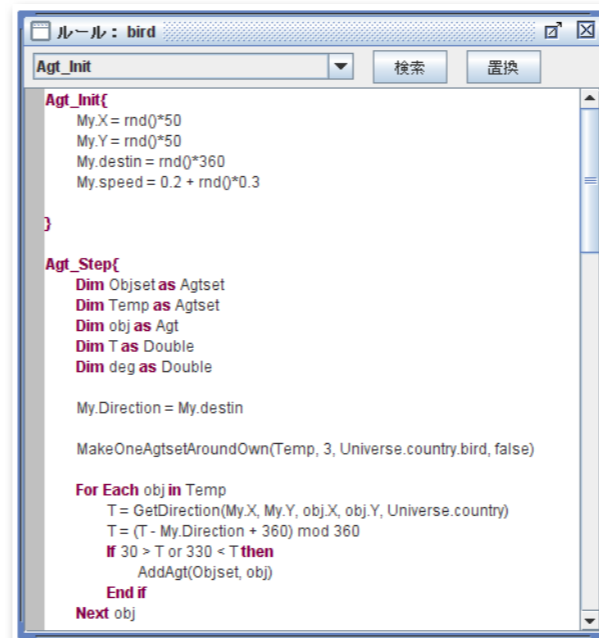 ルール： bird
Agt_Init
検索
置換
Agt_Init{
My.X = rnd()*50
My.Y = rnd()*50
My.destin = rnd()*360
My.speed = 0.2 + rnd()*0.3
}
Agt_Step{
Dim Objset as Agtset
Dim Temp as Agtset
Dim obj as Agt
Dim T as Double
Dim deg as Double
My.Direction = My.destin
MakeOneAgtsetAroundOwn(Temp, 3, Universe.country.bird, false)
For Each obj in Temp
T = GetDirection(My.X, My.Y, obj.X, obj.Y, Universe.country)
T = (T - My.Direction + 360) mod 360
If 30 > T or 330 < T then
AddAgt(Objset, obj)
End if
Next obj